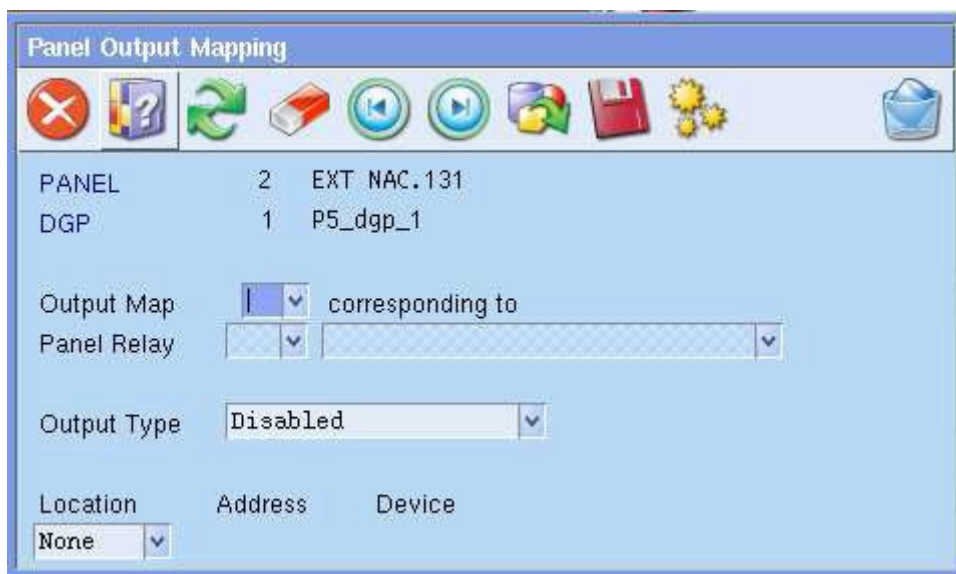 Panel Output Mapping
PANEL 2 EXT NAC.131
DGP 1 P5_dgp_1
Output Map corresponding to
Panel Relay
Output Type Disabled
Location Address Device
None